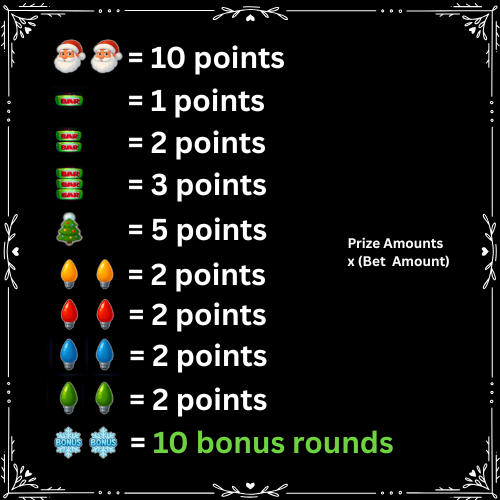 = 10 points
BAR = 1 points
BAR
BAR = 2 points
BAR
BAR
BAR = 3 points
= 5 points
Prize Amounts
x (Bet Amount)
= 2 points
= 2 points
= 2 points
= 2 points
BONUS BONUS = 10 bonus rounds